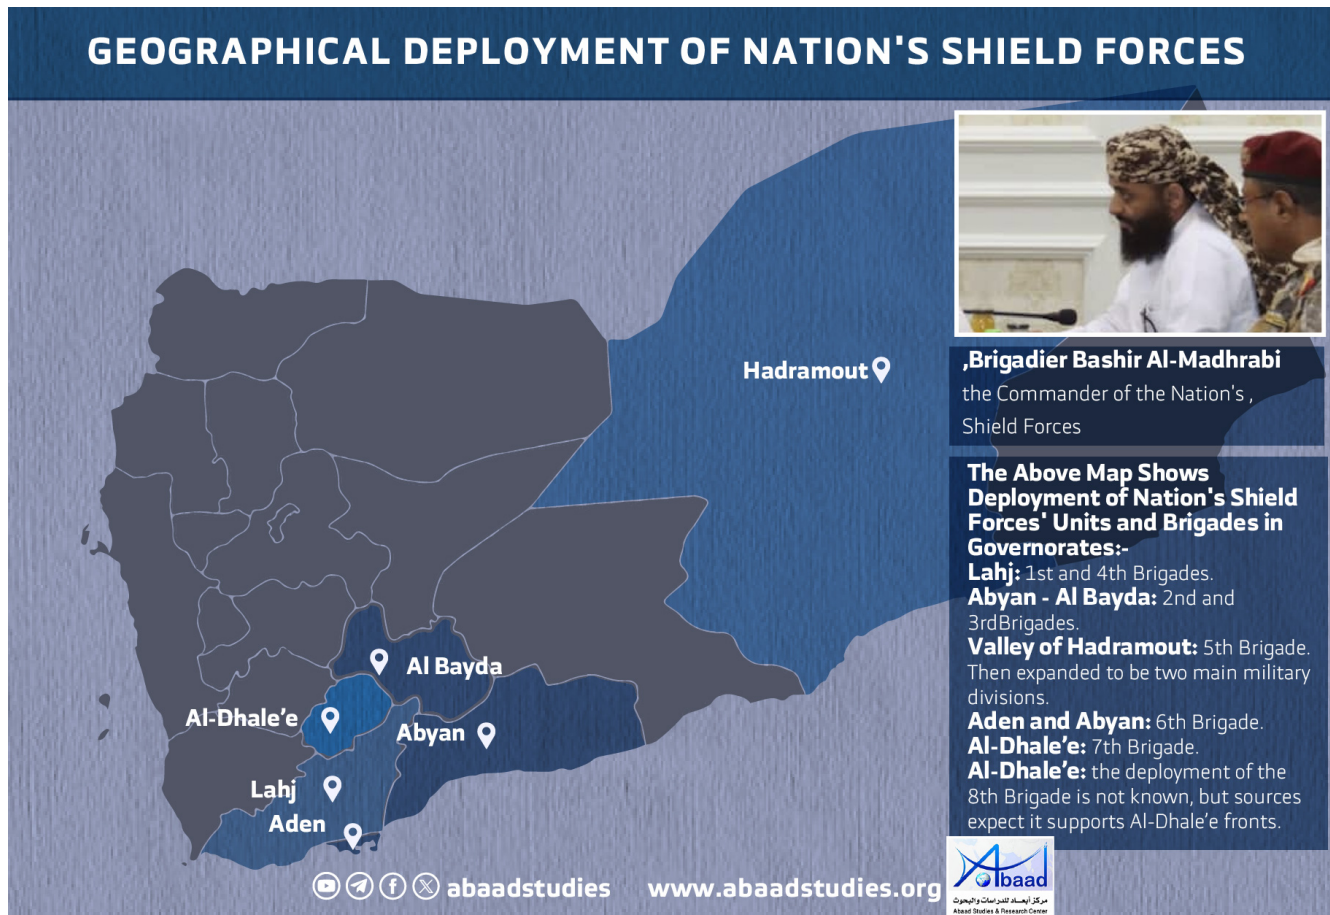 GEOGRAPHICAL DEPLOYMENT OF NATION'S SHIELD FORCES
Hadramout
Al Bayda
Al-Dhale’e
Abyan
Lahj
Aden
,Brigadier Bashir Al-Madhrabi
the Commander of the Nation's ,
Shield Forces
The Above Map Shows
Deployment of Nation's Shield
Forces' Units and Brigades in
Governorates:-
Lahj: 1st and 4th Brigades.
Abyan - Al Bayda: 2nd and
3rdBrigades.
Valley of Hadramout: 5th Brigade.
Then expanded to be two main military
divisions.
Aden and Abyan: 6th Brigade.
Al-Dhale’e: 7th Brigade.
Al-Dhale’e: the deployment of the
8th Brigade is not known, but sources
expect it supports Al-Dhale’e fronts.
abaadstudies www.abaadstudies.org
Abaad
مركز أبعاد للدراسات والبحوث
Abaad Studies & Research Center